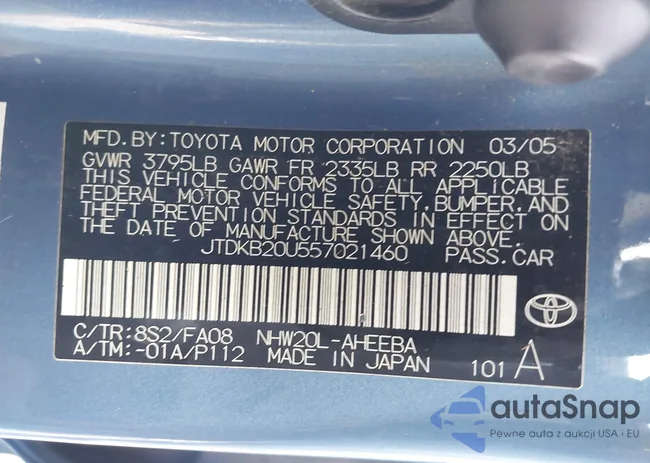 MFD.BY:TOYOTA MOTOR CORPORATION 03/05
GVWR 3795LB GAWR FR 2335LB RR 2250LB
THIS VEHICLE CONFORMS TO ALL APPLICABLE
FEDERAL MOTOR VEHICLE SAFETY,BUMPER,AND
THEFT PREVENTION STANDARDS IN EFFECT ON
THE DATE OF MANUFACTURE SHOWN ABOVE.
JTDKB20U557021460 PASS.CAR
C/TR:8S2/FA08 NHW20L-AHEEBA
A/TM:-01A/P112 MADE IN JAPAN 101 A
autaSnap
Pewne auta z aukcji USA i EU